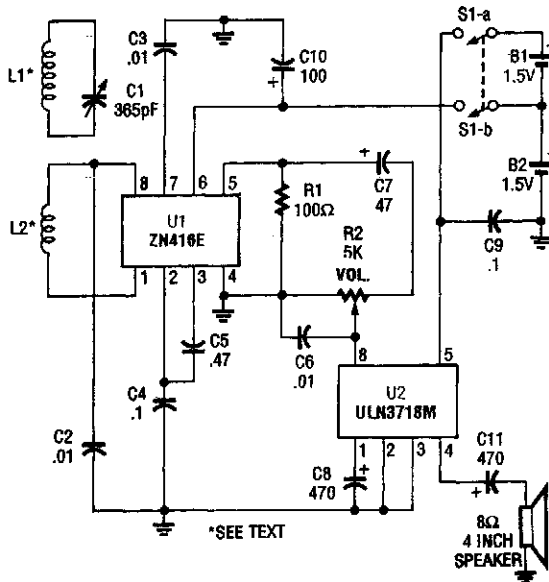 S1-a
C3
.01
C10
100
+
B1
1.5V
L1*
C1
365pF
S1-b
+
B2
1.5V
8 7 6 5
C7
47
R1
100Ω
L2*
U1
ZN416E
R2
5K
VOL.
C9
.1
1 2 3 4
C5
.47
C6
.01
8 5
U2
ULN3718M
C4
.1
C2
.01
1 2 3 4
C11
470
C8
470
+
+
8Ω
4 INCH
SPEAKER
*SEE TEXT